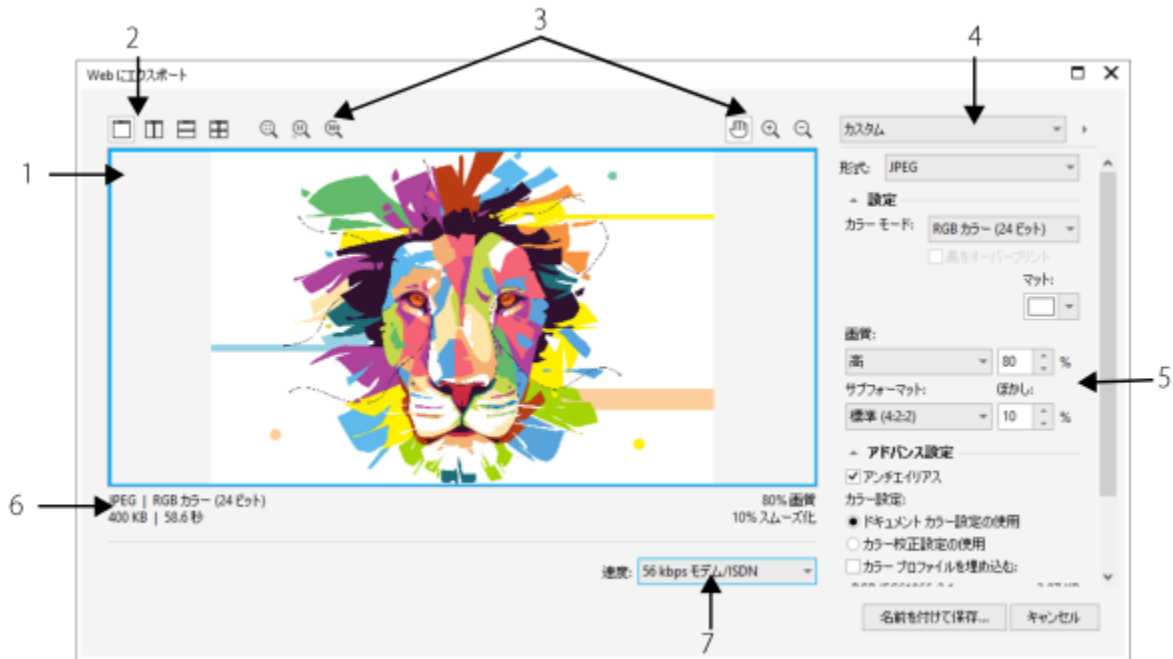 2
3
4
Web にエクスポート
カスタム
1
形式: JPEG
設定
カラー モード: RGB カラー (24 ビット)
黒をオーバープリント
マット:
画質:
高 80 %
5
サブフォーマット: ぼかし:
標準 (4:2:2) 10 %
アドバンス設定
アンチエイリアス
カラー設定:
ドキュメント カラー設定の使用
カラー校正設定の使用
カラー プロファイルを埋め込む:
6
JPEG | RGB カラー (24 ビット) 80% 画質
400 KB | 58.6 秒 10% スムーズ化
速度: 56 kbps モデム/ISDN
名前を付けて保存... キャンセル
7